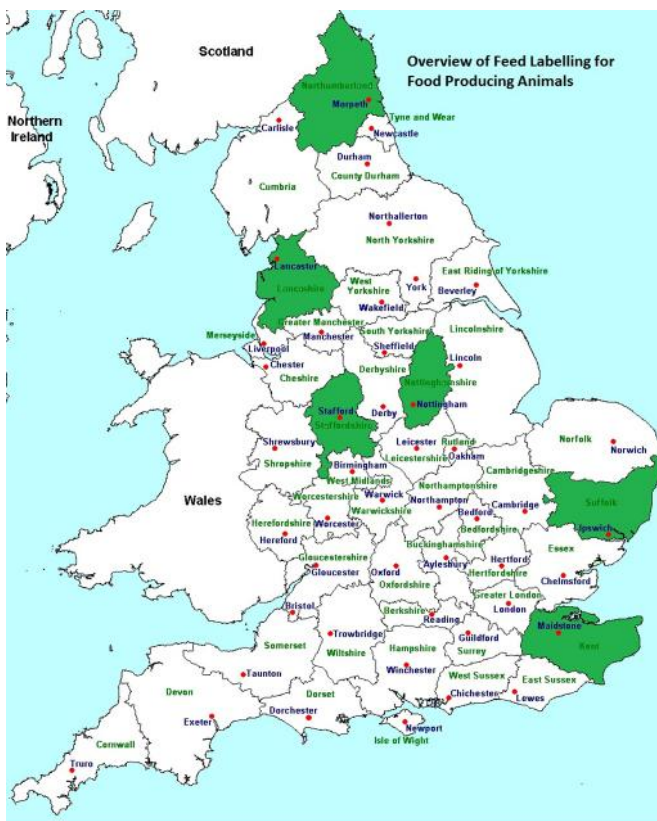 Scotland
Overview of Feed Labelling for
Food Producing Animals
Northumberland
Morpeth
Northern
Ireland
Carlisle
Tyne and Wear
Newcastle
Durham
County Durham
Cumbria
Northallerton
North Yorkshire
Lancaster
Lancashire
West
Yorkshire
York
East Riding of Yorkshire
Beverley
Wakefield
Greater Manchester
South Yorkshire
Lincolnshire
Merseyside
Manchester
Liverpool
Sheffield
Lincoln
Chester
Derbyshire
Cheshire
Nottinghamshire
Stafford
Staffordshire
Derby
Nottingham
Shrewsbury
Leicester
Rutland
Norfolk
Norwich
Shropshire
Leicestershire
Oakham
Birmingham
West Midlands
Cambridgeshire
Northamptonshire
Wales
Worcestershire
Warwick
Northampton
Cambridge
Suffolk
Warwickshire
Bedford
Herefordshire
Worcester
Bedfordshire
Ipswich
Hereford
Buckinghamshire
Essex
Gloucestershire
Hertford
Gloucester
Oxford
Aylesbury
Hertfordshire
Chelmsford
Oxfordshire
Greater London
Bristol
Berkshire
Reading
London
Trowbridge
Guildford
Maidstone
Somerset
Wiltshire
Hampshire
Surrey
Kent
Taunton
Winchester
West Sussex
East Sussex
Devon
Dorset
Chichester
Lewes
Exeter
Dorchester
Newport
Cornwall
Isle of Wight
Truro